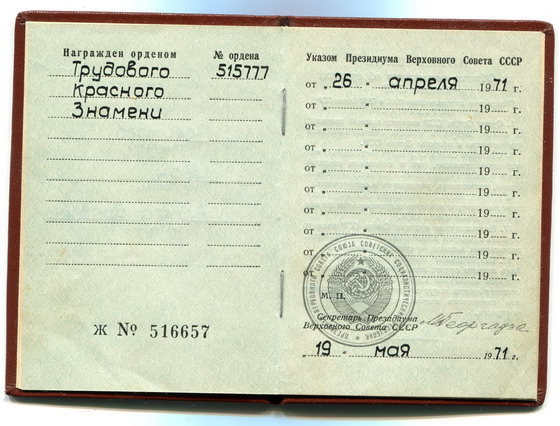 Награжден орденом
№ ордена
Трудового
515777
Красного
Знамени
Ж № 516657
Указом Президиума Верховного Совета СССР
от „ 26 “ апреля 1971 г.
от „ “ 19 г.
от „ “ 19 г.
от „ “ 19 г.
от „ “ 19 г.
от „ “ 19 г.
от „ “ 19 г.
от „ “ 19 г.
от „ “ 19 г.
от „ “ 19 г.
М. П.
Секретарь Президиума
Верховного Совета СССР
М Георгадзе
„ 19 “ мая 1971 г.